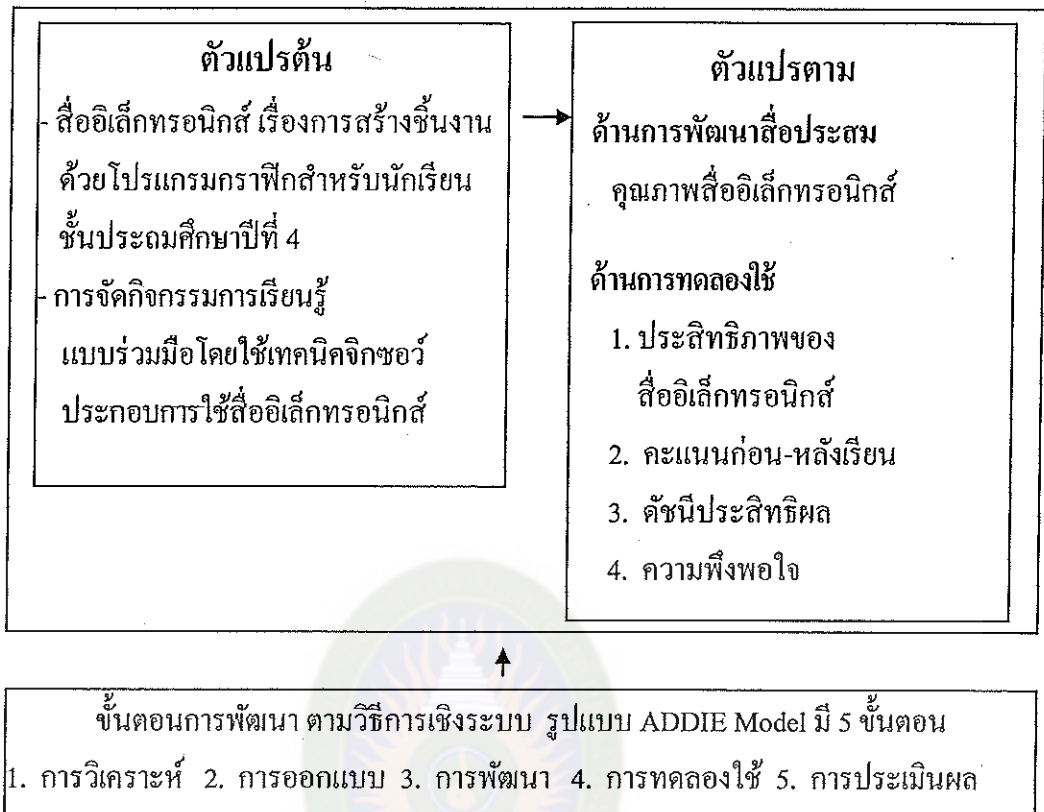 ตัวแปรต้น
- สื่ออิเล็กทรอนิกส์ เรื่องการสร้างชิ้นงาน
ด้วยโปรแกรมกราฟิกสำหรับนักเรียน
ชั้นประถมศึกษาปีที่ 4
- การจัดกิจกรรมการเรียนรู้
แบบร่วมมือโดยใช้เทคนิคจิกซอว์
ประกอบการใช้สื่ออิเล็กทรอนิกส์
ตัวแปรตาม
ด้านการพัฒนาสื่อประสม
คุณภาพสื่ออิเล็กทรอนิกส์
ด้านการทดลองใช้
1. ประสิทธิภาพของ
สื่ออิเล็กทรอนิกส์
2. คะแนนก่อน-หลังเรียน
3. ดัชนีประสิทธิผล
4. ความพึงพอใจ
ขั้นตอนการพัฒนา ตามวิธีการเชิงระบบ รูปแบบ ADDIE Model มี 5 ขั้นตอน
1. การวิเคราะห์ 2. การออกแบบ 3. การพัฒนา 4. การทดลองใช้ 5. การประเมินผล